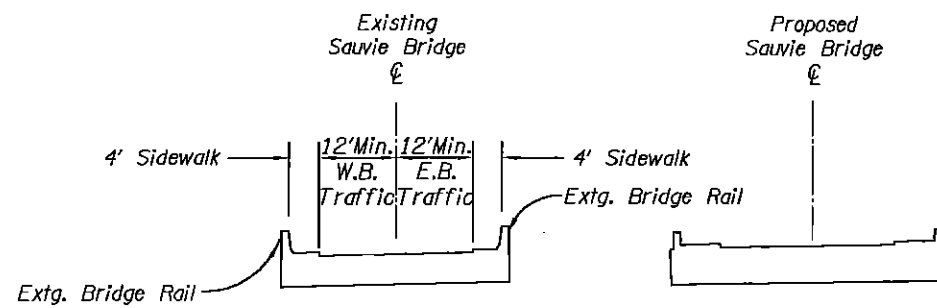 Existing
Sauvie Bridge
℄
Proposed
Sauvie Bridge
℄
4' Sidewalk
12'Min.
W.B.
Traffic
12'Min.
E.B.
Traffic
4' Sidewalk
Extg. Bridge Rail
Extg. Bridge Rail